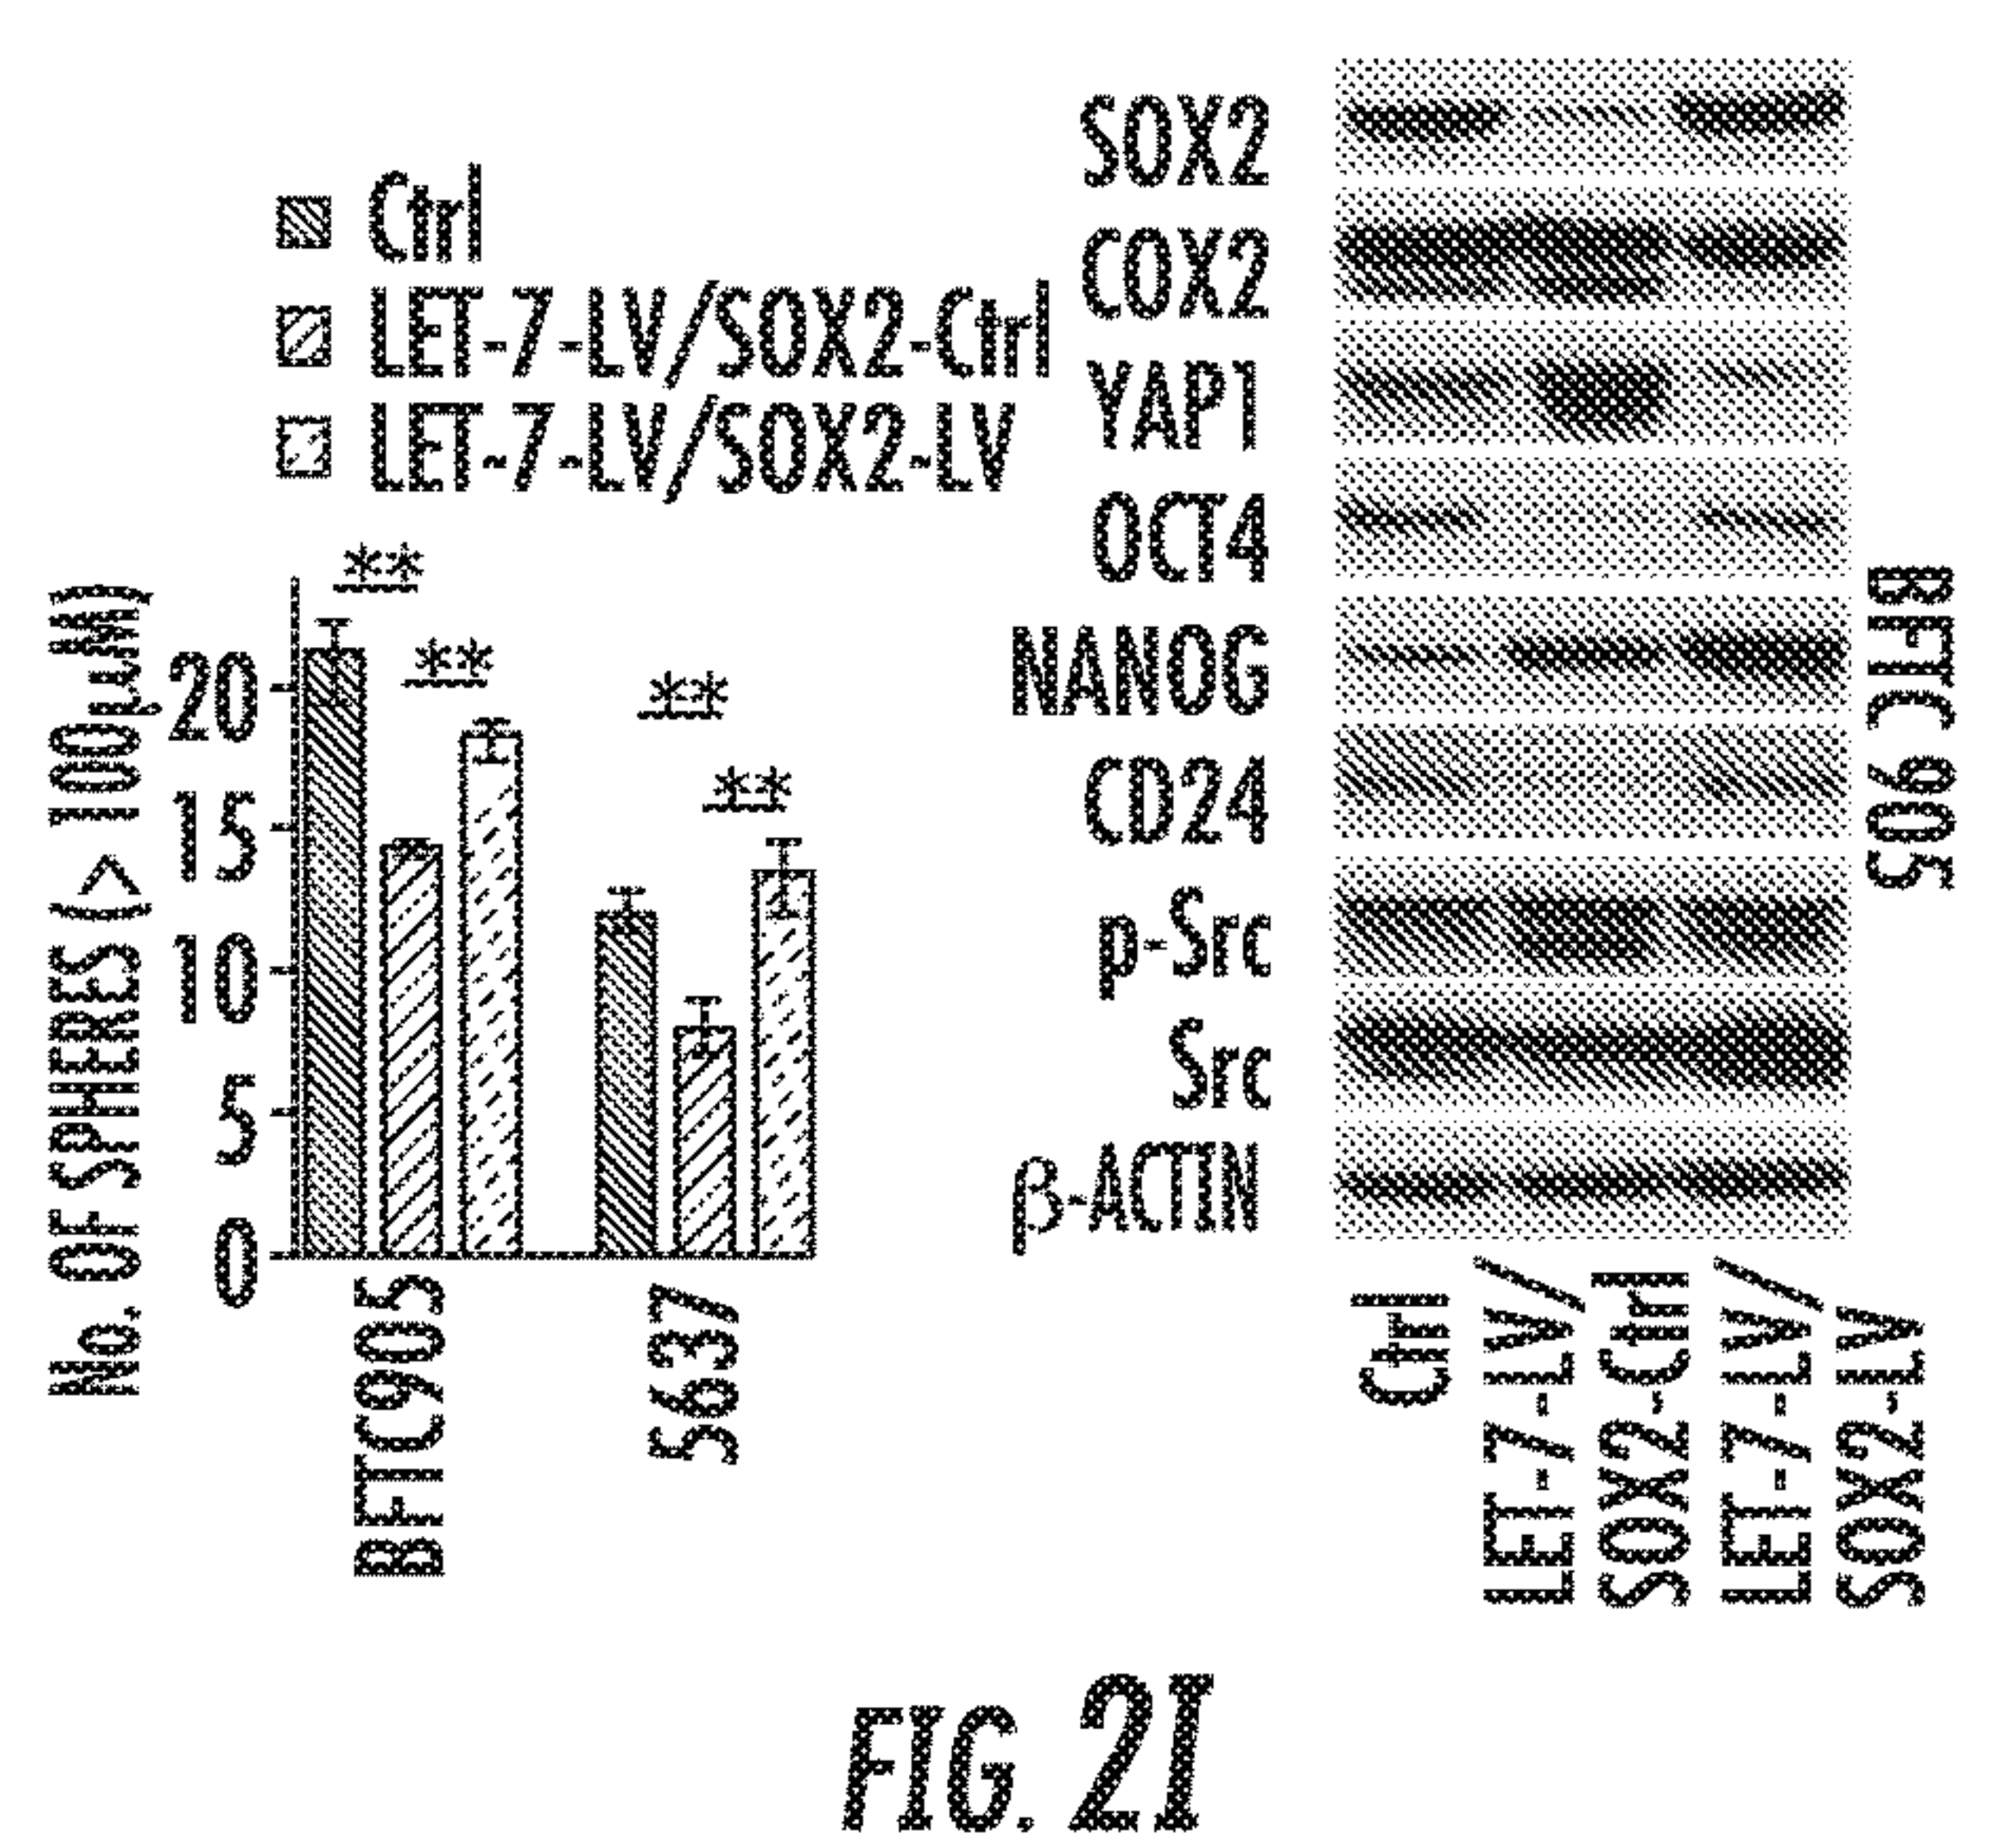 Ctrl
LET-7-LV/SOX2-Ctrl
LET-7-LV/SOX2-LV
No. OF SPHERES (> 100μM)
20
15
10
5
0
**
**
**
**
BFTC905
5637
SOX2
COX2
YAP1
OCT4
NANOG
CD24
p-Src
Src
β-ACTIN
BFTC 905
Ctrl
LET-7-LV/
SOX2-Ctrl
LET-7-LV/
SOX2-LV
FIG. 2I